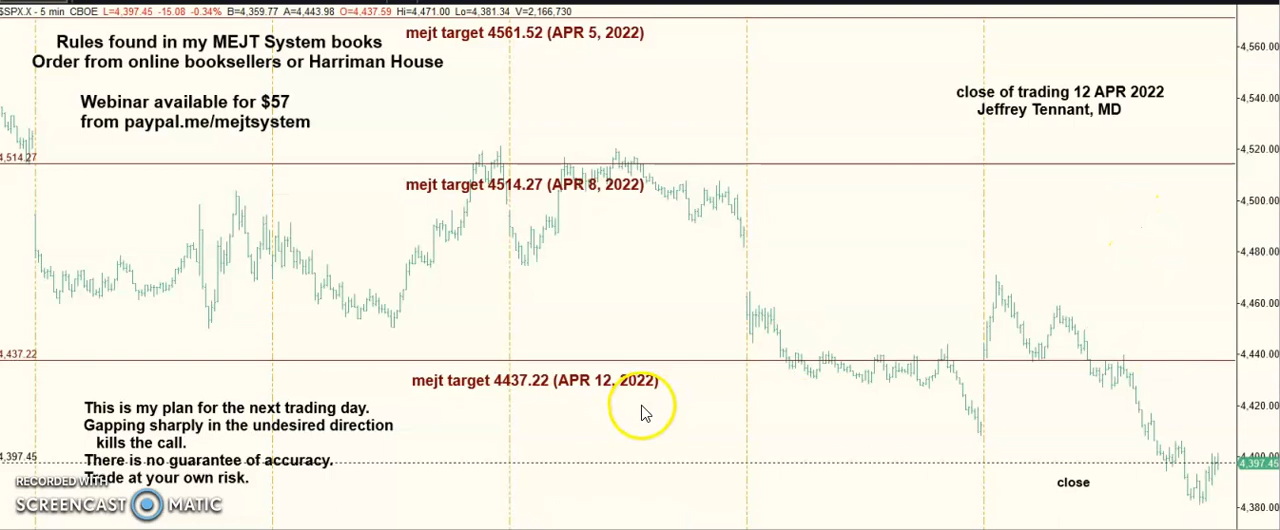 $SPX.X - 5 min CBOE L=4,397.45 -15.08 -0.34% B=4,359.77 A=4,443.98 O=4,437.59 Hi=4,471.00 Lo=4,381.34 V=2,166,730
mejt target 4561.52 (APR 5, 2022)
Rules found in my MEJT System books
Order from online booksellers or Harriman House
Webinar available for $57
from paypal.me/mejtsystem
close of trading 12 APR 2022
Jeffrey Tennant, MD
4,514.27
mejt target 4514.27 (APR 8, 2022)
4,437.22
mejt target 4437.22 (APR 12. 2022)
This is my plan for the next trading day.
Gapping sharply in the undesired direction
kills the call.
There is no guarantee of accuracy.
Trade at your own risk.
4,397.45
close
RECORDED WITH
SCREENCAST MATIC
4,560.00
4,540.00
4,520.00
4,500.00
4,480.00
4,460.00
4,440.00
4,420.00
4,400.00
4,397.45
4,380.00